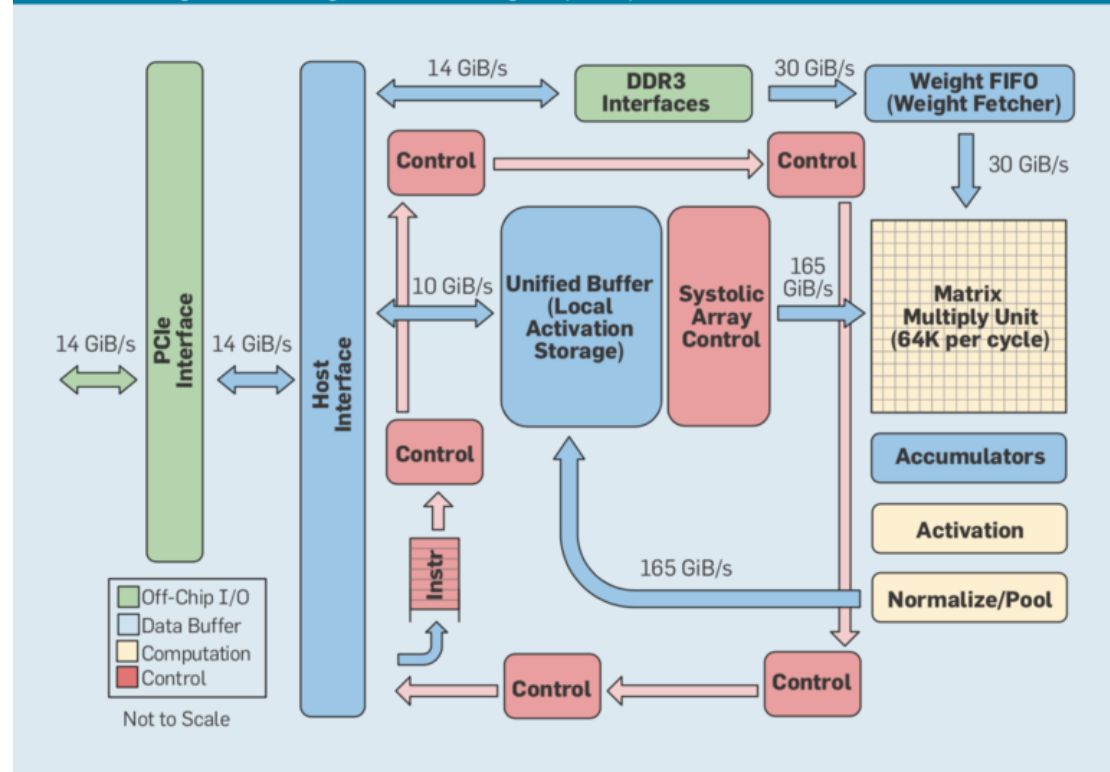 14 GiB/s
30 GiB/s
DDR3
Interfaces
Weight FIFO
(Weight Fetcher)
Control
Control
30 GiB/s
10 GiB/s
Unified Buffer
(Local
Activation
Storage)
Systolic
Array
Control
165
GiB/s
Matrix
Multiply Unit
(64K per cycle)
14 GiB/s
PCIe
Interface
14 GiB/s
Host
Interface
Control
Accumulators
Instr
Activation
165 GiB/s
Normalize/Pool
Off-Chip I/O
Data Buffer
Computation
Control
Control
Control
Not to Scale